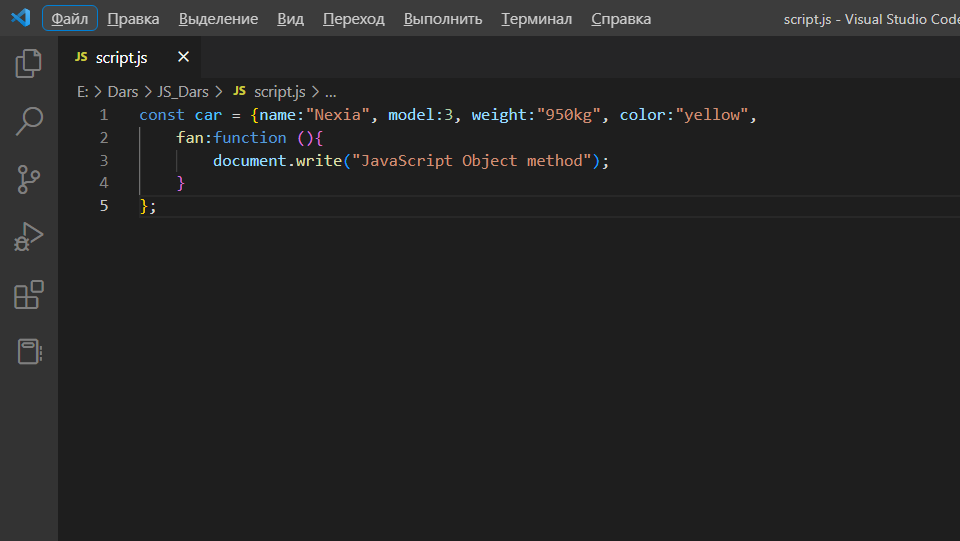 Файл Правка Выделение Вид Переход Выполнить Терминал Справка script.js - Visual Studio Code
JS script.js
E: > Dars > JS_Dars > JS script.js > ...
1 const car = {name:"Nexia", model:3, weight:"950kg", color:"yellow",
2 fan:function (){
3 document.write("JavaScript Object method");
4 }
5 };